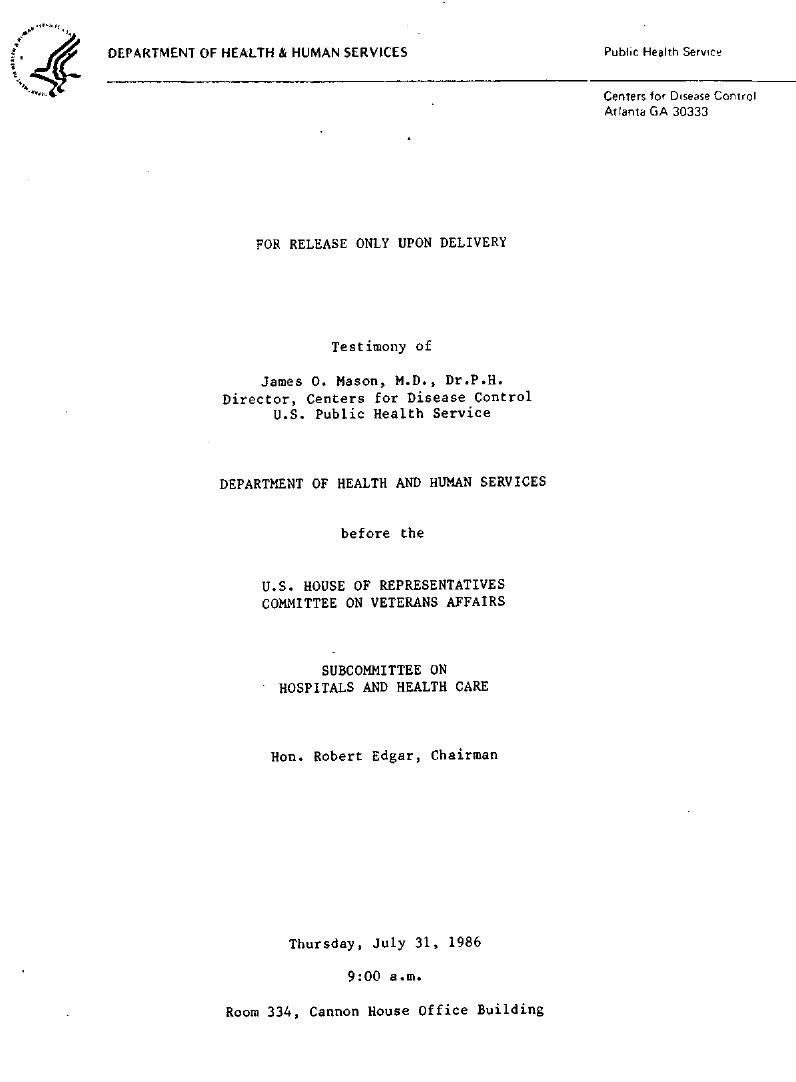 DEPARTMENT OF HEALTH & HUMAN SERVICES
Public Health Service
Centers for Disease Control
Atlanta GA 30333
FOR RELEASE ONLY UPON DELIVERY
Testimony of
James O. Mason, M.D., Dr.P.H.
Director, Centers for Disease Control
U.S. Public Health Service
DEPARTMENT OF HEALTH AND HUMAN SERVICES
before the
U.S. HOUSE OF REPRESENTATIVES
COMMITTEE ON VETERANS AFFAIRS
SUBCOMMITTEE ON
HOSPITALS AND HEALTH CARE
Hon. Robert Edgar, Chairman
Thursday, July 31, 1986
9:00 a.m.
Room 334, Cannon House Office Building